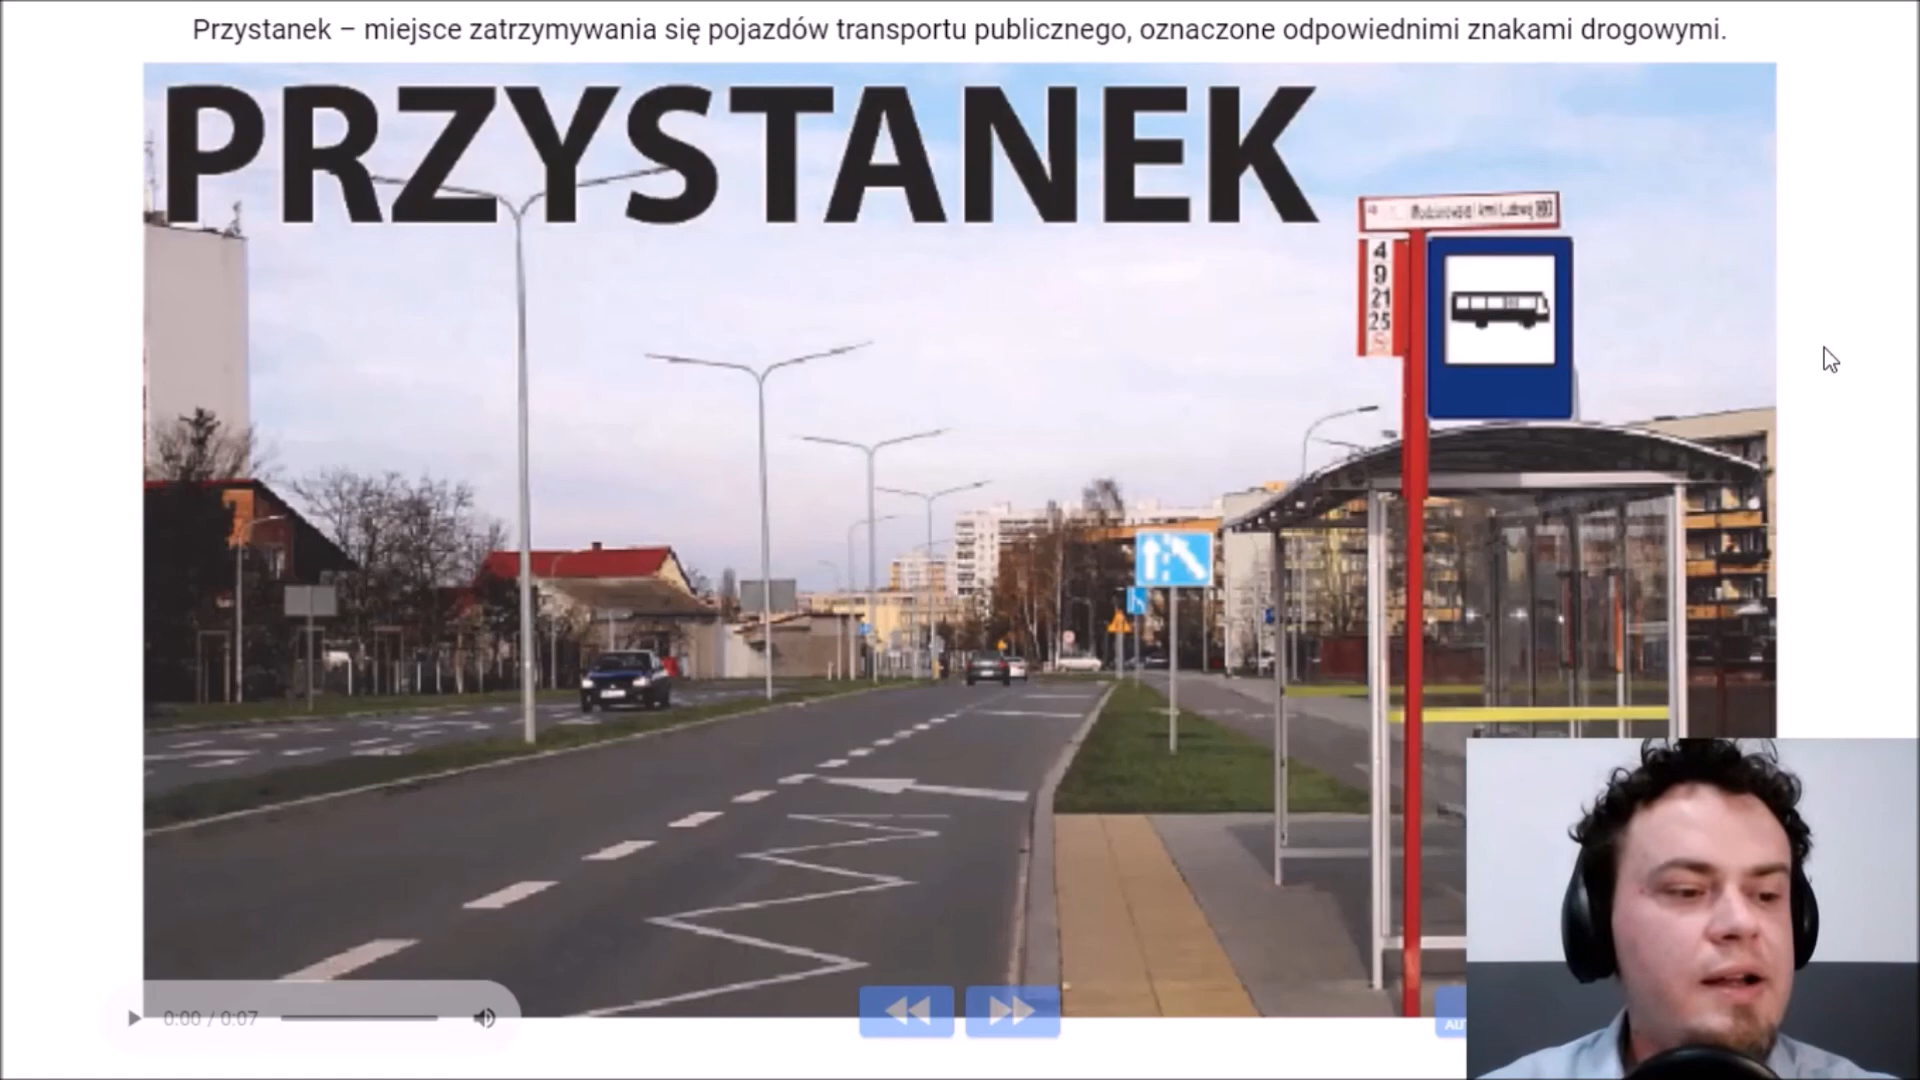 Przystanek – miejsce zatrzymywania się pojazdów transportu publicznego, oznaczone odpowiednimi znakami drogowymi.
PRZYSTANEK
4
9
21
25
0:00 / 0:07